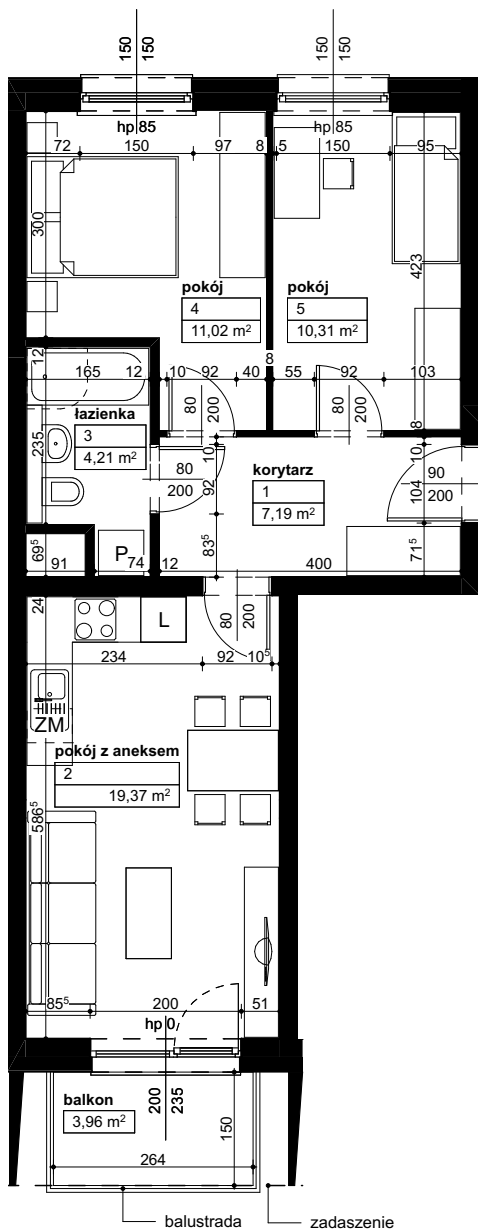 150 150
150 150
hp 85
hp 85
72 150 97 8 5 150 95
300
423
pokój
4
11,02 m²
pokój
5
10,31 m²
8
12
165 12 10 92 40 55 92 103
80
200
80
200
8
łazienka
3
4,21 m²
235
80
200
10
92
korytarz
1
7,19 m²
10
104
90
200
69⁵
91
P
74
12
83⁵
400
71⁵
24
L
80
200
234 92 10⁵
ZM
pokój z aneksem
2
19,37 m²
586⁵
85⁵ 200 51
hp 0
200
235
balkon
3,96 m²
150
264
balustrada
zadaszenie